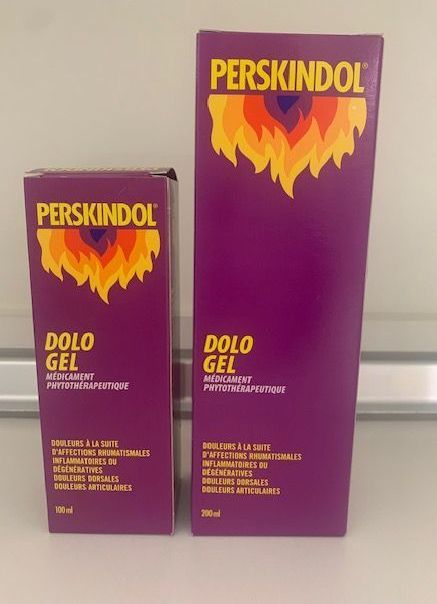 PERSKINDOL®
DOLO
GEL
MÉDICAMENT
PHYTOTHÉRAPEUTIQUE
DOULEURS À LA SUITE
D'AFFECTIONS RHUMATISMALES
INFLAMMATOIRES OU
DÉGÉNÉRATIVES
DOULEURS DORSALES
DOULEURS ARTICULAIRES
100 ml
PERSKINDOL®
DOLO
GEL
MÉDICAMENT
PHYTOTHÉRAPEUTIQUE
DOULEURS À LA SUITE
D'AFFECTIONS RHUMATISMALES
INFLAMMATOIRES OU
DÉGÉNÉRATIVES
DOULEURS DORSALES
DOULEURS ARTICULAIRES
200 ml